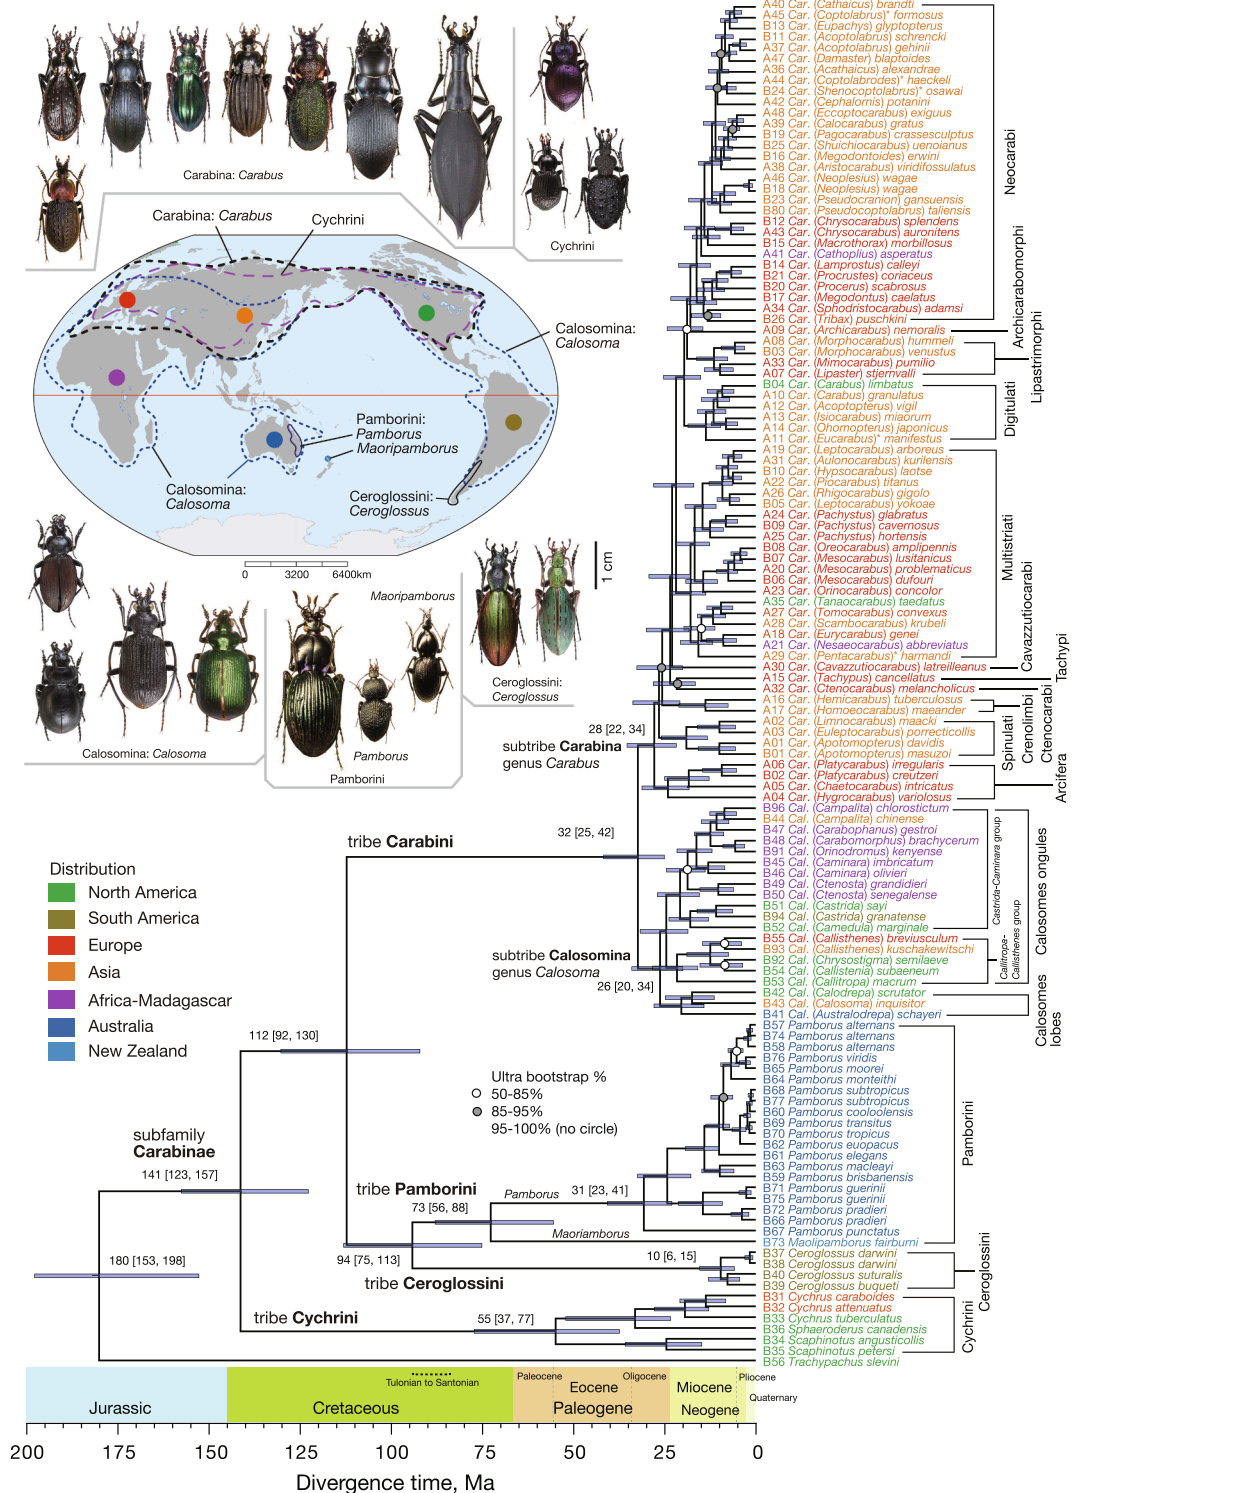 Carabina: Carabus
Cychrini
Carabina: Carabus
Cychrini
Calosomina:
Calosoma
Pamborini:
Pamborus
Maoripamborus
Calosomina:
Calosoma
Ceroglossini:
Ceroglossus
0 3200 6400km
1 cm
Maoripamborus
Ceroglossini:
Ceroglossus
Calosomina: Calosoma
Pamborus
Pamborini
A40 Car. (Cathaicus) brandti
A45 Car. (Coptolabrus)* formosus
B13 Car. (Eupachys) glyptopterus
B11 Car. (Acoptolabrus) schrencki
A37 Car. (Acoptolabrus) gehinii
A47 Car. (Damaster) blaptoides
A36 Car. (Acathaicus) alexandrae
A44 Car. (Coptolabrodes)* haeckeli
B24 Car. (Shenocoptolabrus)* osawai
A42 Car. (Cephalornis) potanini
A48 Car. (Eccoptocarabus) exiguus
A39 Car. (Calocarabus) gratus
B19 Car. (Pagocarabus) crassesculptus
B25 Car. (Shuichiocarabus) uenoianus
B16 Car. (Megodontoides) erwini
A38 Car. (Aristocarabus) viridifossulatus
A46 Car. (Neoplesius) wagae
B18 Car. (Neoplesius) wagae
B23 Car. (Pseudocranion) gansuensis
B80 Car. (Pseudocoptolabrus) taliensis
B12 Car. (Chrysocarabus) splendens
A43 Car. (Chrysocarabus) auronitens
B15 Car. (Macrothorax) morbillosus
A41 Car. (Cathoplius) asperatus
B14 Car. (Lamprostus) calleyi
B21 Car. (Procrustes) coriaceus
B20 Car. (Procerus) scabrosus
B17 Car. (Megodontus) caelatus
A34 Car. (Sphodristocarabus) adamsi
B26 Car. (Tribax) puschkini
A09 Car. (Archicarabus) nemoralis
A08 Car. (Morphocarabus) hummeli
B03 Car. (Morphocarabus) venustus
A33 Car. (Mimocarabus) pumilio
A07 Car. (Lipaster) stjernvalli
B04 Car. (Carabus) limbatus
A10 Car. (Carabus) granulatus
A12 Car. (Acoptopterus) vigil
A13 Car. (Isiocarabus) miaorum
A14 Car. (Ohomopterus) japonicus
A11 Car. (Eucarabus)* manifestus
A19 Car. (Leptocarabus) arboreus
A31 Car. (Aulonocarabus) kurilensis
B10 Car. (Hypsocarabus) laotse
A22 Car. (Piocarabus) titanus
A26 Car. (Rhigocarabus) gigolo
B05 Car. (Leptocarabus) yokoae
A24 Car. (Pachystus) glabratus
B09 Car. (Pachystus) cavernosus
A25 Car. (Pachystus) hortensis
B08 Car. (Oreocarabus) amplipennis
B07 Car. (Mesocarabus) lusitanicus
A20 Car. (Mesocarabus) problematicus
B06 Car. (Mesocarabus) dufouri
A23 Car. (Orinocarabus) concolor
A35 Car. (Tanaocarabus) taedatus
A27 Car. (Tomocarabus) convexus
A28 Car. (Scambocarabus) krubeli
A18 Car. (Eurycarabus) genei
A21 Car. (Nesaeocarabus) abbreviatus
A29 Car. (Pentacarabus)* harmandi
A30 Car. (Cavazzutiocarabus) latreilleanus
A15 Car. (Tachypus) cancellatus
A32 Car. (Ctenocarabus) melancholicus
A16 Car. (Hemicarabus) tuberculosus
A17 Car. (Homoeocarabus) maeander
A02 Car. (Limnocarabus) maacki
A03 Car. (Euleptocarabus) porrecticollis
A01 Car. (Apotomopterus) davidis
B01 Car. (Apotomopterus) masuzoi
A06 Car. (Platycarabus) irregularis
B02 Car. (Platycarabus) creutzeri
A05 Car. (Chaetocarabus) intricatus
A04 Car. (Hygrocarabus) variolosus
B96 Cal. (Campalita) chlorostictum
B44 Cal. (Campalita) chinense
B47 Cal. (Carabophanus) gestroi
B48 Cal. (Carabomorphus) brachycerum
B91 Cal. (Orinodromus) kenyense
B45 Cal. (Caminara) imbricatum
B46 Cal. (Caminara) olivieri
B49 Cal. (Ctenosta) grandidieri
B50 Cal. (Ctenosta) senegalense
B51 Cal. (Castrida) sayi
B94 Cal. (Castrida) granatense
B52 Cal. (Camedula) marginale
B55 Cal. (Callisthenes) breviusculum
B93 Cal. (Callisthenes) kuschakewitschi
B92 Cal. (Chrysostigma) semilaeve
B54 Cal. (Callistenia) subaeneum
B53 Cal. (Callitropa) macrum
B42 Cal. (Calodrepa) scrutator
B43 Cal. (Calosoma) inquisitor
B41 Cal. (Australodrepa) schayeri
B57 Pamborus alternans
B74 Pamborus alternans
B58 Pamborus alternans
B76 Pamborus viridis
B65 Pamborus moorei
B64 Pamborus monteithi
B68 Pamborus subtropicus
B77 Pamborus subtropicus
B60 Pamborus cooloolensis
B69 Pamborus transitus
B70 Pamborus tropicus
B62 Pamborus euopacus
B61 Pamborus elegans
B63 Pamborus macleayi
B59 Pamborus brisbanensis
B71 Pamborus guerinii
B75 Pamborus guerinii
B72 Pamborus pradieri
B66 Pamborus pradieri
B67 Pamborus punctatus
B73 Maolipamborus fairburni
B37 Ceroglossus darwini
B38 Ceroglossus darwini
B40 Ceroglossus suturalis
B39 Ceroglossus buqueti
B31 Cychrus caraboides
B32 Cychrus attenuatus
B33 Cychrus tuberculatus
B36 Sphaeroderus canadensis
B34 Scaphinotus angusticollis
B35 Scaphinotus petersi
B56 Trachypachus slevini
Neocarabi
Archicarabomorphi
Lipastrimorphi
Digitulati
Multistriati
Cavazzutiocarabi
Tachypi
Ctenocarabi
Crenolimbi
Spinulati
Arcifera
Castrida-Caminara group
Callitropa-
Callisthenes group
Calosomes ongules
Calosomes
lobes
Pamborini
Ceroglossini
Cychrini
28 [22, 34]
subtribe Carabina
genus Carabus
32 [25, 42]
tribe Carabini
subtribe Calosomina
genus Calosoma
26 [20, 34]
Distribution
North America
South America
Europe
Asia
Africa-Madagascar
Australia
New Zealand
112 [92, 130]
Ultra bootstrap %
50-85%
85-95%
95-100% (no circle)
subfamily
Carabinae
141 [123, 157]
tribe Pamborini
Pamborus
31 [23, 41]
73 [56, 88]
Maoriamborus
94 [75, 113]
10 [6, 15]
180 [153, 198]
tribe Ceroglossini
tribe Cychrini
55 [37, 77]
Tulonian to Santonian
Paleocene
Oligocene
Pliocene
Eocene
Miocene
Quaternary
Jurassic
Cretaceous
Paleogene
Neogene
200 175 150 125 100 75 50 25 0
Divergence time, Ma